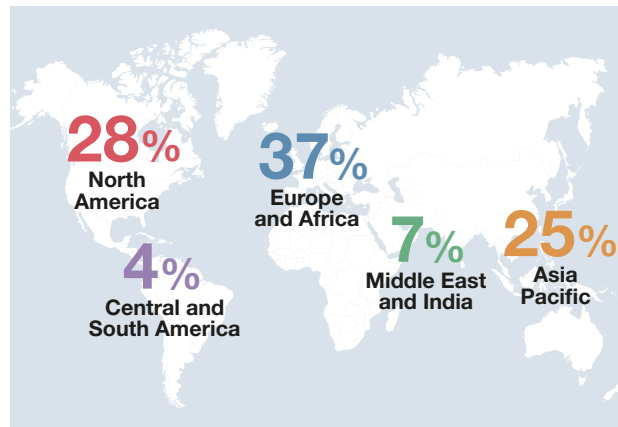 28%
North
America
37%
Europe
and Africa
7%
Middle East
and India
25%
Asia
Pacific
4%
Central and
South America